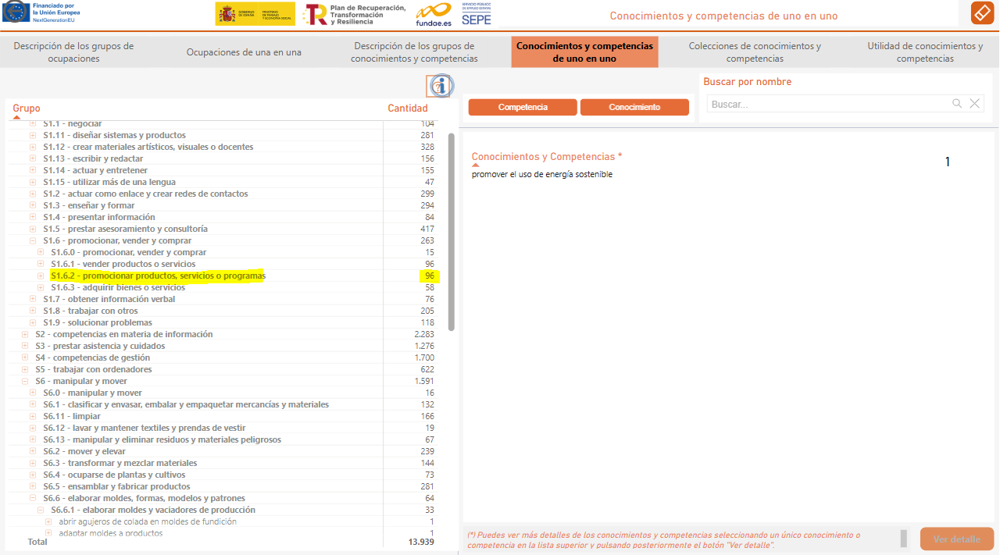 Financiado por
la Unión Europea
NextGenerationEU
GOBIERNO
DE ESPAÑA
MINISTERIO
DE TRABAJO
Y ECONOMÍA SOCIAL
Plan de Recuperación,
Transformación
y Resiliencia
fundae.es
SERVICIO PÚBLICO
DE EMPLEO ESTATAL
SEPE
Conocimientos y competencias de uno en uno
Descripción de los grupos de
ocupaciones
Ocupaciones de una en una
Descripción de los grupos de
conocimientos y competencias
Conocimientos y competencias
de uno en uno
Colecciones de conocimientos y
competencias
Utilidad de conocimientos y
competencias
Grupo Cantidad
S1.1 - negociar 104
S1.11 - diseñar sistemas y productos 281
S1.12 - crear materiales artísticos, visuales o docentes 328
S1.13 - escribir y redactar 156
S1.14 - actuar y entretener 155
S1.15 - utilizar más de una lengua 47
S1.2 - actuar como enlace y crear redes de contactos 299
S1.3 - enseñar y formar 294
S1.4 - presentar información 84
S1.5 - prestar asesoramiento y consultoría 417
S1.6 - promocionar, vender y comprar 263
S1.6.0 - promocionar, vender y comprar 15
S1.6.1 - vender productos o servicios 96
S1.6.2 - promocionar productos, servicios o programas 96
S1.6.3 - adquirir bienes o servicios 58
S1.7 - obtener información verbal 76
S1.8 - trabajar con otros 205
S1.9 - solucionar problemas 118
S2 - competencias en materia de información 2.283
S3 - prestar asistencia y cuidados 1.276
S4 - competencias de gestión 1.700
S5 - trabajar con ordenadores 622
S6 - manipular y mover 1.591
S6.0 - manipular y mover 16
S6.1 - clasificar y envasar, embalar y empaquetar mercancías y materiales 132
S6.11 - limpiar 166
S6.12 - lavar y mantener textiles y prendas de vestir 19
S6.13 - manipular y eliminar residuos y materiales peligrosos 67
S6.2 - mover y elevar 239
S6.3 - transformar y mezclar materiales 144
S6.4 - ocuparse de plantas y cultivos 73
S6.5 - ensamblar y fabricar productos 281
S6.6 - elaborar moldes, formas, modelos y patrones 64
S6.6.1 - elaborar moldes y vaciadores de producción 33
abrir agujeros de colada en moldes de fundición 1
adaptar moldes a productos 1
Total 13.939
Competencia
Conocimiento
Buscar por nombre
Buscar...
Conocimientos y Competencias *
1
promover el uso de energía sostenible
(*) Puedes ver más detalles de los conocimientos y competencias seleccionando un único conocimiento o
competencia en la lista superior y pulsando posteriormente el botón "Ver detalle".
Ver detalle